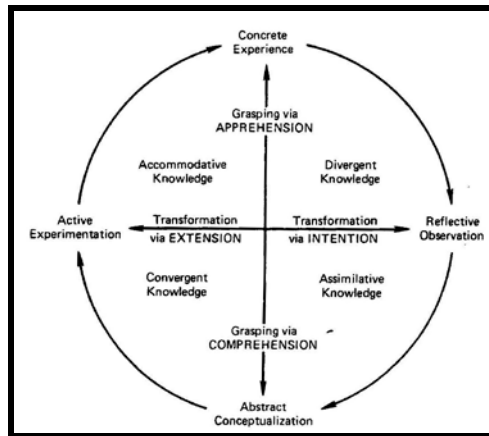 Concrete
Experience
Grasping via
APPREHENSION
Accommodative
Knowledge
Divergent
Knowledge
Active
Experimentation
Transformation
via EXTENSION
Transformation
via INTENTION
Reflective
Observation
Convergent
Knowledge
Assimilative
Knowledge
Grasping via
COMPREHENSION
Abstract
Conceptualization